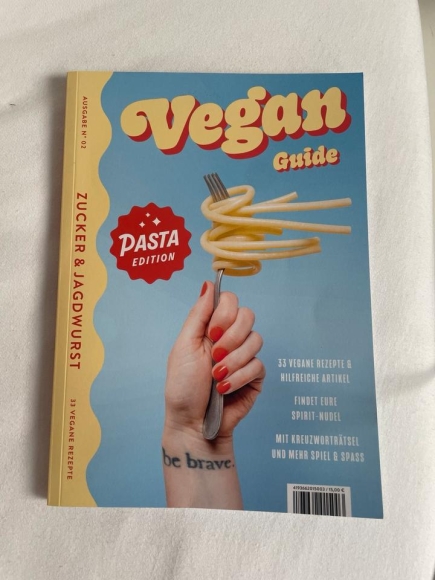 AUSGABE N° 02
Vegan
Guide
ZUCKER & JAGDWURST
PASTA
EDITION
33 VEGANE REZEPTE &
HILFREICHE ARTIKEL
FINDET EURE
SPIRIT-NUDEL
MIT KREUZWORTRÄTSEL
UND MEHR SPIEL & SPASS
33 VEGANE REZEPTE
be brave.